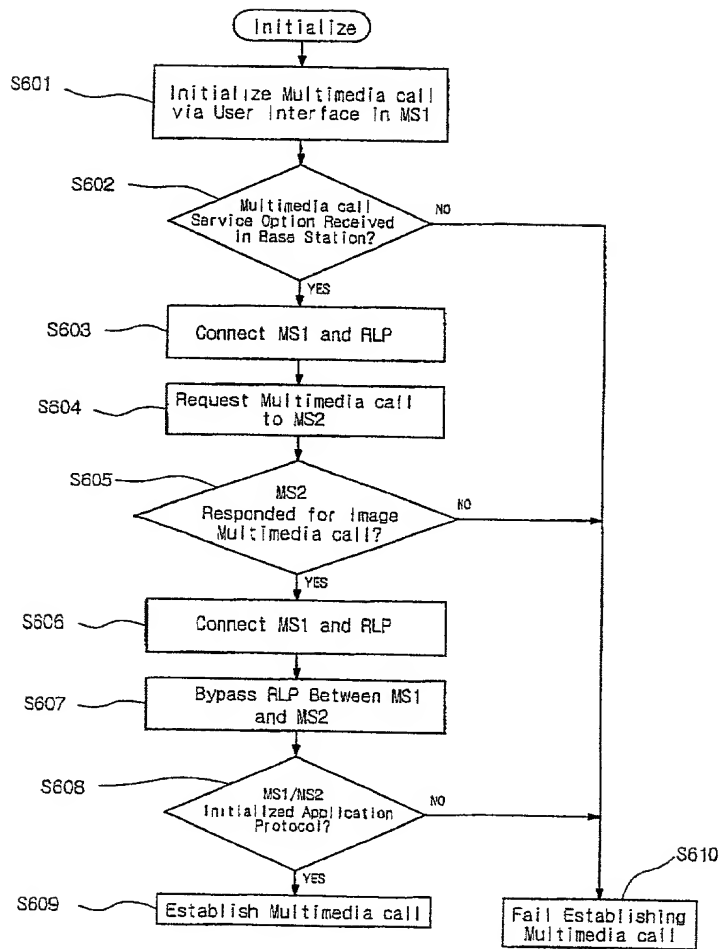 Initialize
S601
Initialize Multimedia call
via User Interface in MS1
S602
Multimedia call
Service Option Received
in Base Station?
NO
YES
S603
Connect MS1 and RLP
S604
Request Multimedia call
to MS2
S605
MS2
Responded for Image
Multimedia call?
NO
YES
S606
Connect MS1 and RLP
S607
Bypass RLP Between MS1
and MS2
S608
MS1/MS2
Initialized Application
Protocol?
NO
YES
S609
Establish Multimedia call
S610
Fail Establishing
Multimedia call